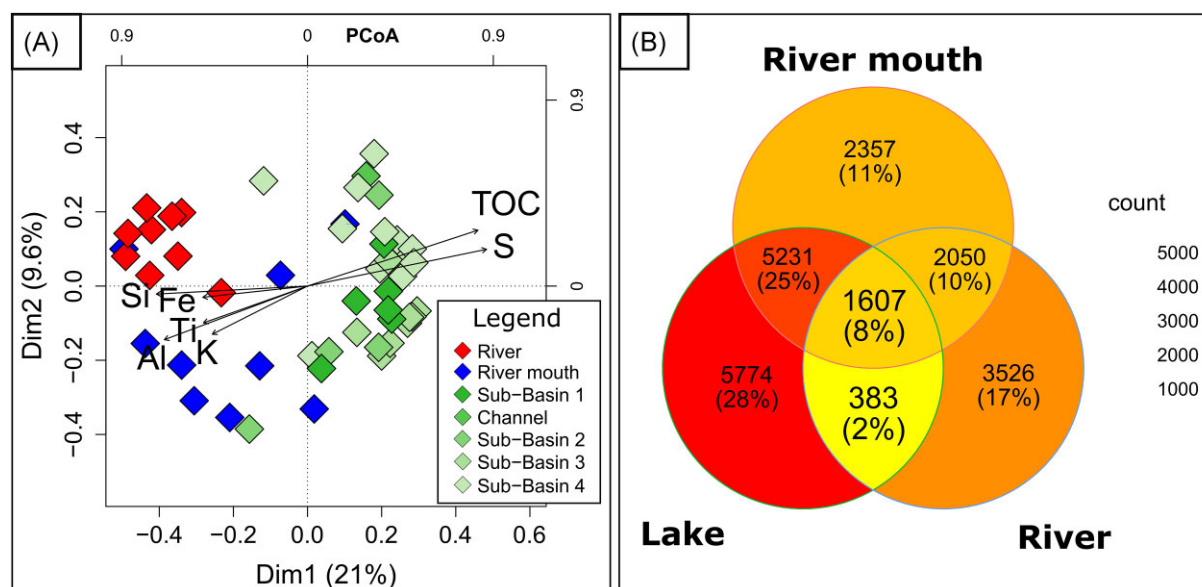 (A)
0.9
0
PCoA
0.9
0.9
0
Dim2 (9.6%)
0.4
0.2
0.0
−0.2
−0.4
TOC
S
Si
Fe
Ti
Al
K
Legend
River
River mouth
Sub−Basin 1
Channel
Sub−Basin 2
Sub−Basin 3
Sub−Basin 4
−0.4
−0.2
0.0
0.2
0.4
0.6
Dim1 (21%)
(B)
River mouth
2357
(11%)
5231
(25%)
2050
(10%)
1607
(8%)
5774
(28%)
383
(2%)
3526
(17%)
Lake
River
count
5000
4000
3000
2000
1000